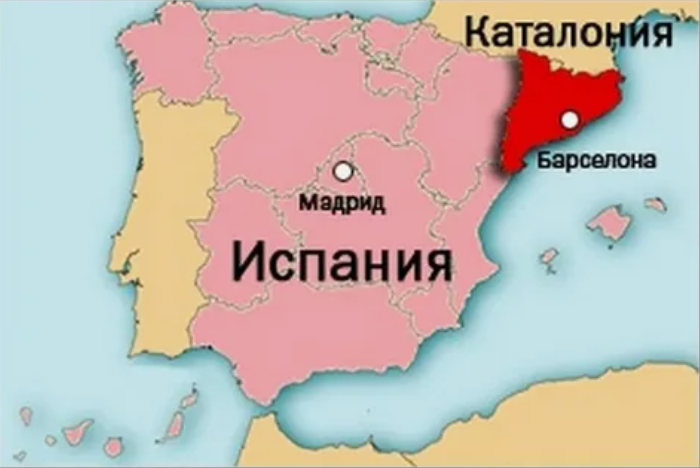 Каталония
Барселона
Мадрид
Испания